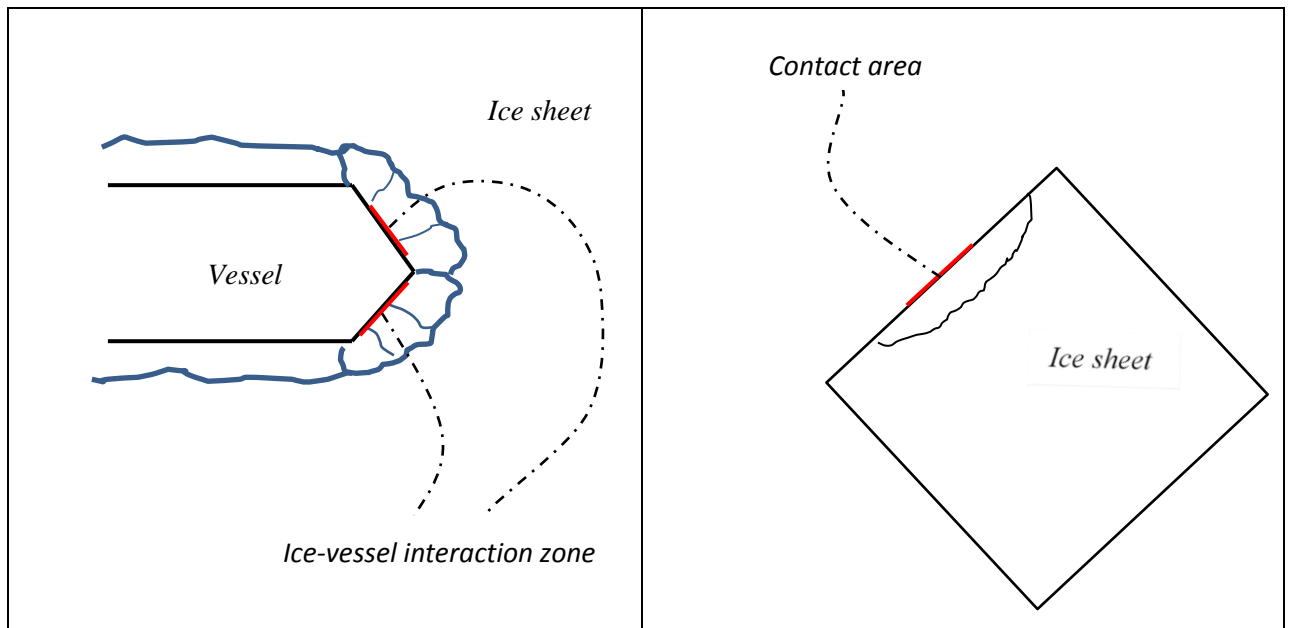 Ice sheet
Vessel
Ice-vessel interaction zone
Contact area
Ice sheet